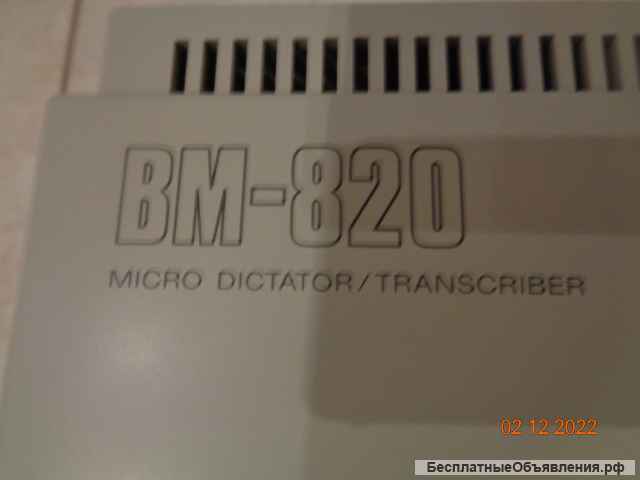 BM-820
MICRO DICTATOR/TRANSCRIBER
02 12 2022
БесплатныеОбъявления.рф